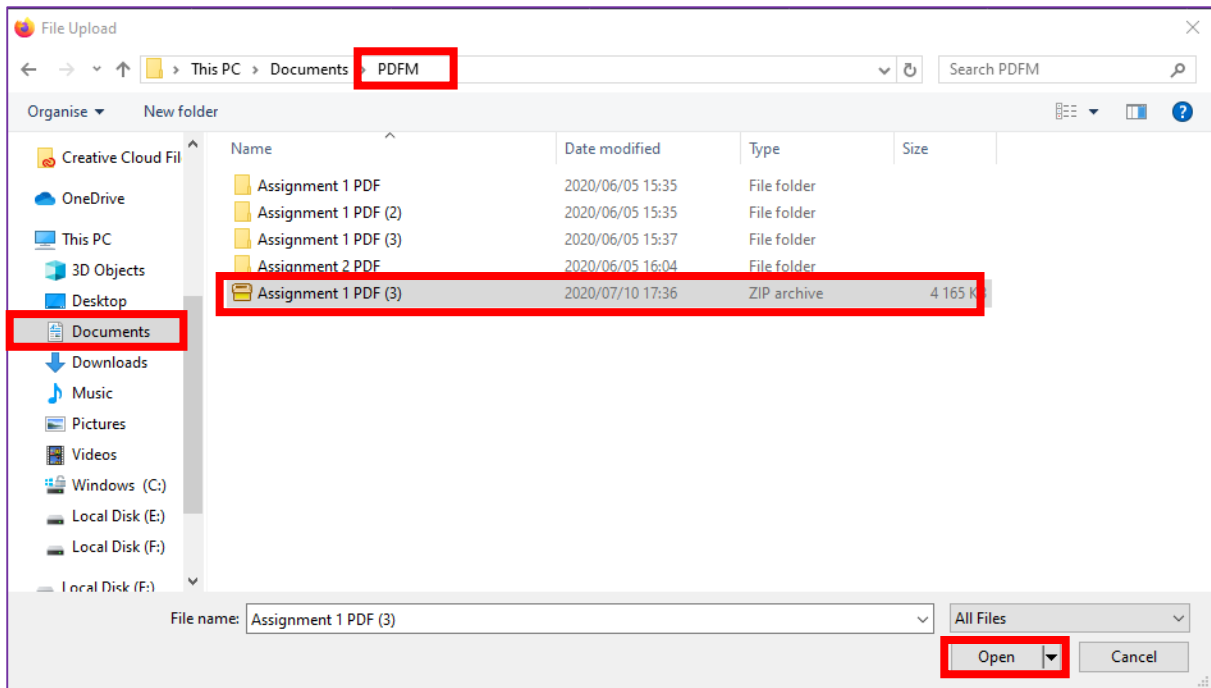 File Upload
This PC > Documents > PDFM
Search PDFM
Organise
New folder
Name
Date modified
Type
Size
Creative Cloud Fil
OneDrive
This PC
3D Objects
Desktop
Documents
Downloads
Music
Pictures
Videos
Windows (C:)
Local Disk (E:)
Local Disk (F:)
Local Disk (E:)
Assignment 1 PDF 2020/06/05 15:35 File folder
Assignment 1 PDF (2) 2020/06/05 15:35 File folder
Assignment 1 PDF (3) 2020/06/05 15:37 File folder
Assignment 2 PDF 2020/06/05 16:04 File folder
Assignment 1 PDF (3) 2020/07/10 17:36 ZIP archive 4 165 KB
File name: Assignment 1 PDF (3)
All Files
Open
Cancel